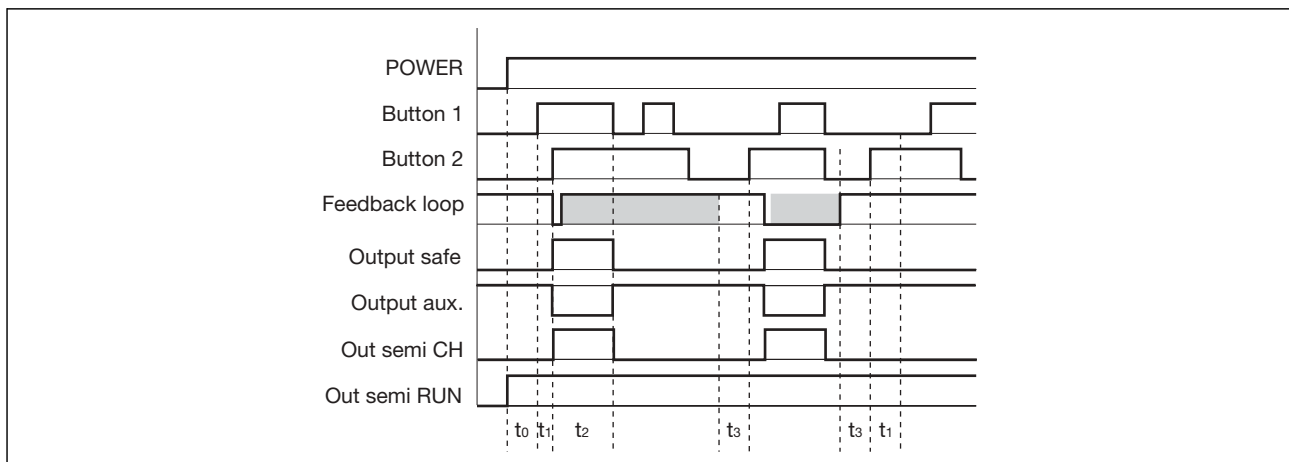 POWER
Button 1
Button 2
Feedback loop
Output safe
Output aux.
Out semi CH
Out semi RUN
t0 t1 t2 t3 t3 t1